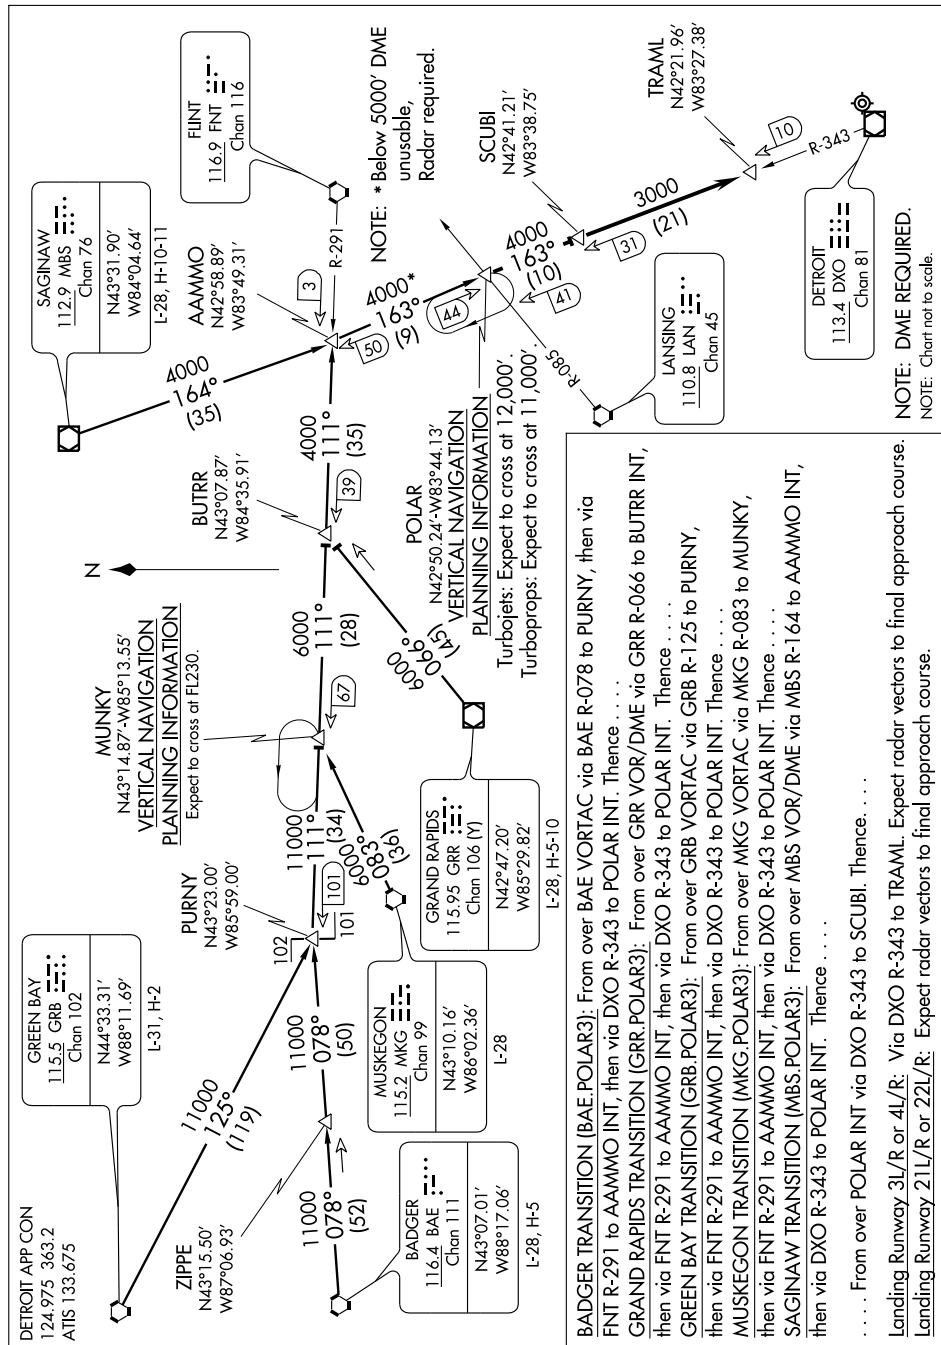 DETROIT APP CON
124.975 363.2
ATIS 133.675
GREEN BAY
115.5 GRB
Chan 102
N44°33.31'
W88°11.69'
L-31, H-2
11000
125°
(119)
ZIPPE
N43°15.50'
W87°06.93'
11000
078°
(52)
BADGER
116.4 BAE
Chan 111
N43°07.01'
W88°17.06'
L-28, H-5
11000
078°
(50)
PURNY
N43°23.00'
W85°59.00'
102
101
101
MUSKEGON
115.2 MKG
Chan 99
N43°10.16'
W86°02.36'
L-28
11000
111°
(34)
6000
083°
(36)
MUNKY
N43°14.87'-W85°13.55'
VERTICAL NAVIGATION
PLANNING INFORMATION
Expect to cross at FL230.
67
GRAND RAPIDS
115.95 GRR
Chan 106 (Y)
N42°47.20'
W85°29.82'
L-28, H-5-10
6000
111°
(28)
6000
066°
(45)
N
BUTRR
N43°07.87'
W84°35.91'
39
4000
111°
(35)
SAGINAW
112.9 MBS
Chan 76
N43°31.90'
W84°04.64'
L-28, H-10-11
4000
164°
(35)
AAMMO
N42°58.89'
W83°49.31'
3
50
R-291
FLINT
116.9 FNT
Chan 116
NOTE: * Below 5000' DME
unusable,
Radar required.
4000*
163°
(9)
44
POLAR
N42°50.24'-W83°44.13'
VERTICAL NAVIGATION
PLANNING INFORMATION
Turbojets: Expect to cross at 12,000'.
Turboprops: Expect to cross at 11,000'.
R-085
LANSING
110.8 LAN
Chan 45
41
4000
163°
(10)
SCUBI
N42°41.21'
W83°38.75'
31
3000
(21)
TRAML
N42°21.96'
W83°27.38'
10
R-343
DETROIT
113.4 DXO
Chan 81
NOTE: DME REQUIRED.
NOTE: Chart not to scale.
BADGER TRANSITION (BAE.POLAR3): From over BAE VORTAC via BAE R-078 to PURNY, then via
FNT R-291 to AAMMO INT, then via DXO R-343 to POLAR INT. Thence . . . .
GRAND RAPIDS TRANSITION (GRR.POLAR3): From over GRR VOR/DME via GRR R-066 to BUTRR INT,
then via FNT R-291 to AAMMO INT, then via DXO R-343 to POLAR INT. Thence . . . .
GREEN BAY TRANSITION (GRB.POLAR3): From over GRB VORTAC via GRB R-125 to PURNY,
then via FNT R-291 to AAMMO INT, then via DXO R-343 to POLAR INT. Thence . . . .
MUSKEGON TRANSITION (MKG.POLAR3): From over MKG VORTAC via MKG R-083 to MUNKY,
then via FNT R-291 to AAMMO INT, then via DXO R-343 to POLAR INT. Thence . . . .
SAGINAW TRANSITION (MBS.POLAR3): From over MBS VOR/DME via MBS R-164 to AAMMO INT,
then via DXO R-343 to POLAR INT. Thence . . . .
. . . . From over POLAR INT via DXO R-343 to SCUBI. Thence. . . .
Landing Runway 3L/R or 4L/R: Via DXO R-343 to TRAML. Expect radar vectors to final approach course.
Landing Runway 21L/R or 22L/R: Expect radar vectors to final approach course.